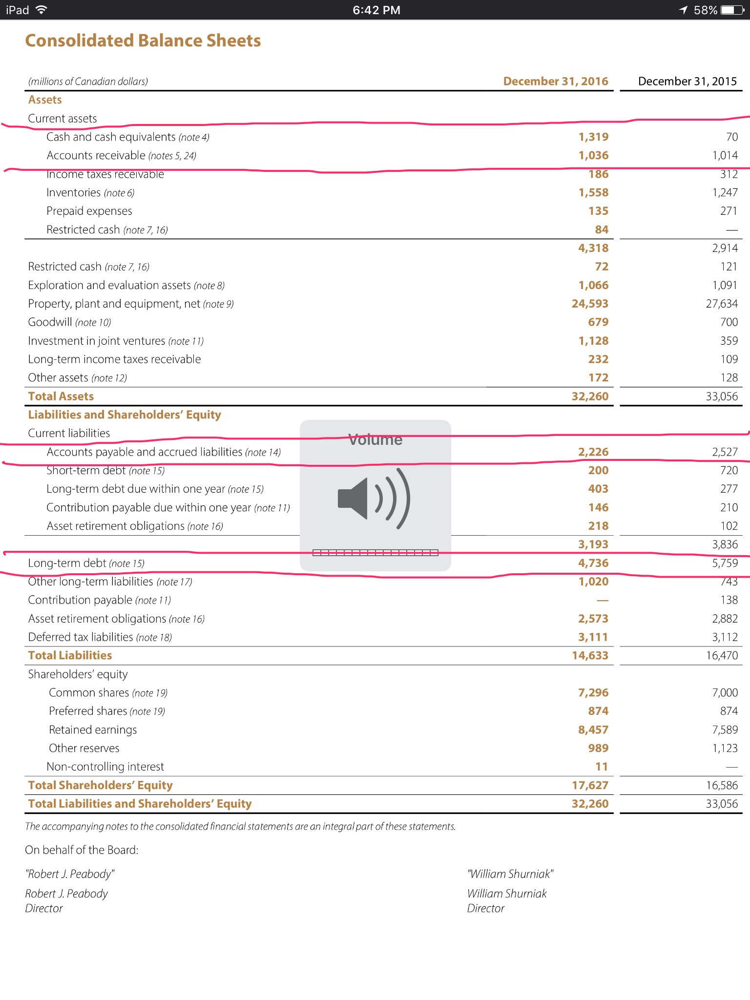 iPad 6:42 PM 58%
Consolidated Balance Sheets
(millions of Canadian dollars) December 31, 2016 December 31, 2015
Assets
Current assets
Cash and cash equivalents (note 4) 1,319 70
Accounts receivable (notes 5, 24) 1,036 1,014
Income taxes receivable 186 312
Inventories (note 6) 1,558 1,247
Prepaid expenses 135 271
Restricted cash (note 7, 16) 84 —
4,318 2,914
Restricted cash (note 7, 16) 72 121
Exploration and evaluation assets (note 8) 1,066 1,091
Property, plant and equipment, net (note 9) 24,593 27,634
Goodwill (note 10) 679 700
Investment in joint ventures (note 11) 1,128 359
Long-term income taxes receivable 232 109
Other assets (note 12) 172 128
Total Assets 32,260 33,056
Liabilities and Shareholders' Equity
Current liabilities
Volume
Accounts payable and accrued liabilities (note 14) 2,226 2,527
Short-term debt (note 15) 200 720
Long-term debt due within one year (note 15) 403 277
Contribution payable due within one year (note 11) 146 210
Asset retirement obligations (note 16) 218 102
3,193 3,836
Long-term debt (note 15) 4,736 5,759
Other long-term liabilities (note 17) 1,020 743
Contribution payable (note 11) — 138
Asset retirement obligations (note 16) 2,573 2,882
Deferred tax liabilities (note 18) 3,111 3,112
Total Liabilities 14,633 16,470
Shareholders' equity
Common shares (note 19) 7,296 7,000
Preferred shares (note 19) 874 874
Retained earnings 8,457 7,589
Other reserves 989 1,123
Non-controlling interest 11 —
Total Shareholders' Equity 17,627 16,586
Total Liabilities and Shareholders' Equity 32,260 33,056
The accompanying notes to the consolidated financial statements are an integral part of these statements.
On behalf of the Board:
"Robert J. Peabody" "William Shurniak"
Robert J. Peabody William Shurniak
Director Director